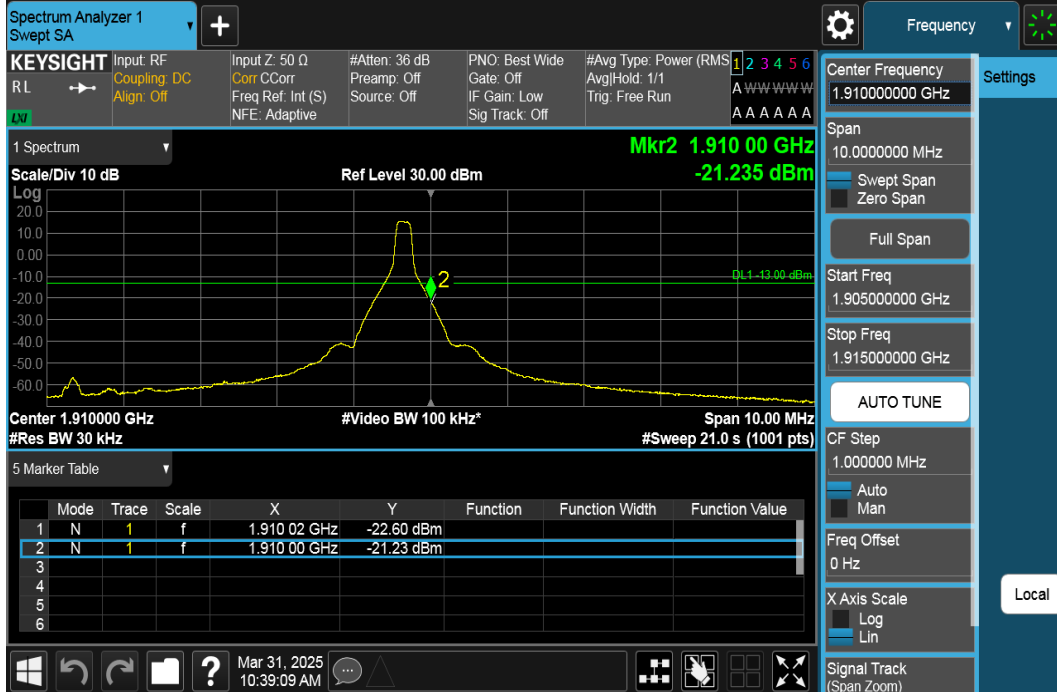 Spectrum Analyzer 1
Swept SA
Frequency
KEYSIGHT
RL
LXI
Input: RF
Coupling: DC
Align: Off
Input Z: 50 Ω
Corr CCorr
Freq Ref: Int (S)
NFE: Adaptive
#Atten: 36 dB
Preamp: Off
Source: Off
PNO: Best Wide
Gate: Off
IF Gain: Low
Sig Track: Off
#Avg Type: Power (RMS
Avg|Hold: 1/1
Trig: Free Run
1 2 3 4 5 6
A W W W W W
A A A A A A
1 Spectrum
Mkr2 1.910 00 GHz
-21.235 dBm
Scale/Div 10 dB
Ref Level 30.00 dBm
Log
20.0
10.0
0.00
-10.0
-20.0
-30.0
-40.0
-50.0
-60.0
2
DL1 -13.00 dBm
Center 1.910000 GHz
#Video BW 100 kHz*
Span 10.00 MHz
#Res BW 30 kHz
#Sweep 21.0 s (1001 pts)
5 Marker Table
Mode Trace Scale X Y Function Function Width Function Value
1 N 1 f 1.910 02 GHz -22.60 dBm
2 N 1 f 1.910 00 GHz -21.23 dBm
3
4
5
6
?
Mar 31, 2025
10:39:09 AM
Center Frequency
1.910000000 GHz
Settings
Span
10.0000000 MHz
Swept Span
Zero Span
Full Span
Start Freq
1.905000000 GHz
Stop Freq
1.915000000 GHz
AUTO TUNE
CF Step
1.000000 MHz
Auto
Man
Freq Offset
0 Hz
X Axis Scale
Log
Lin
Local
Signal Track
(Span Zoom)